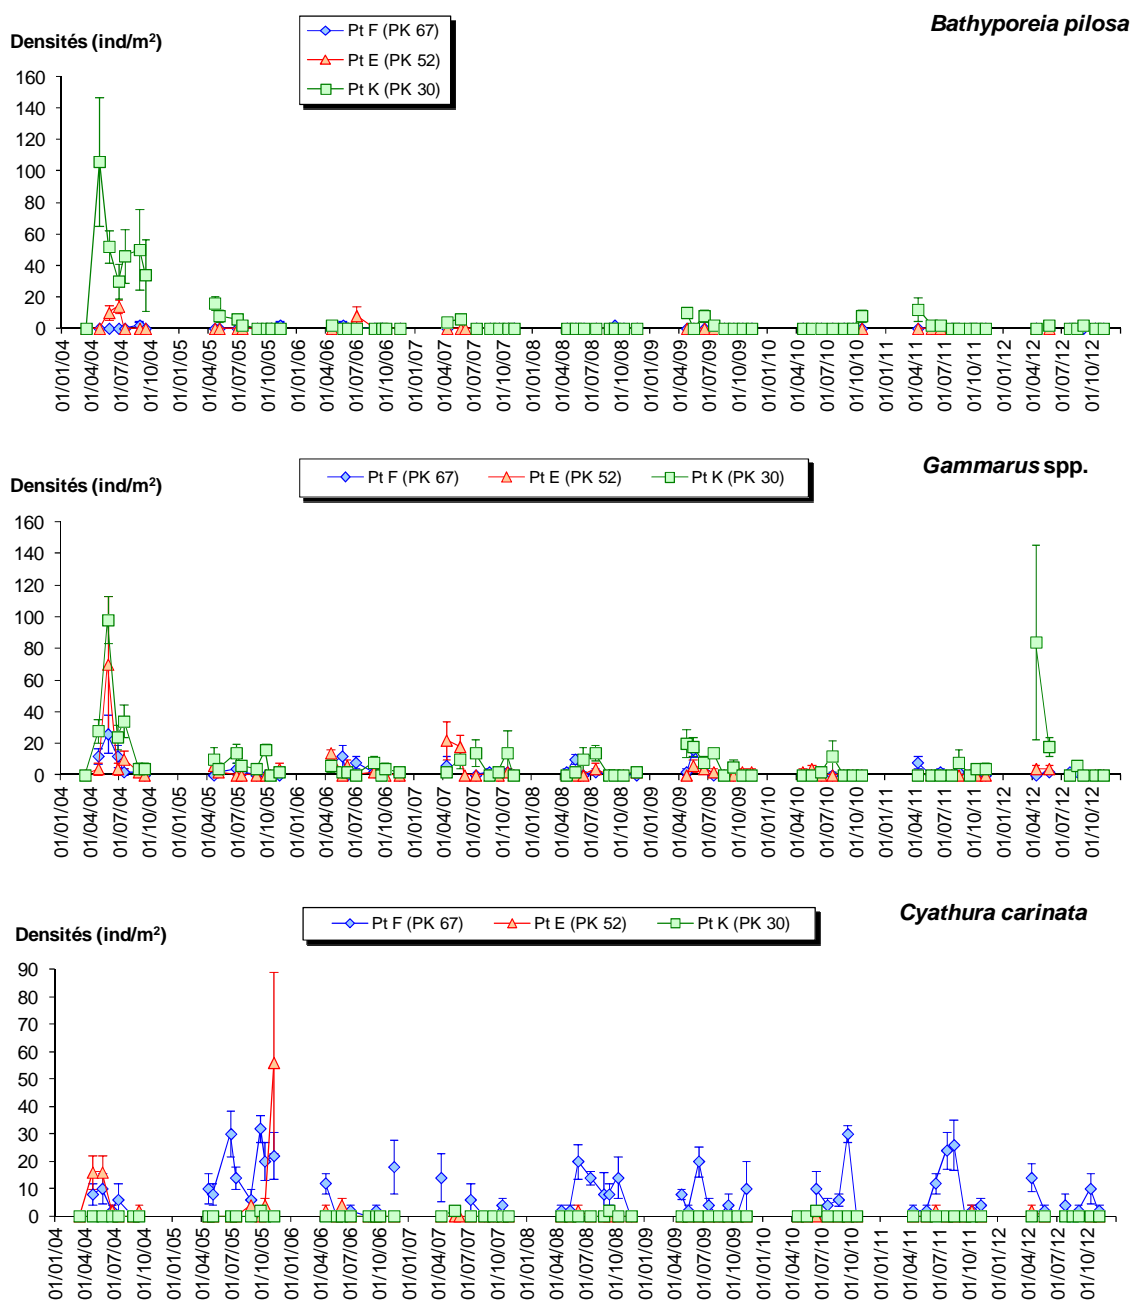 Bathyporeia pilosa
Densités (ind/m²)
Pt F (PK 67)
Pt E (PK 52)
Pt K (PK 30)
160
140
120
100
80
60
40
20
0
01/01/04 01/04/04 01/07/04 01/10/04 01/01/05 01/04/05 01/07/05 01/10/05 01/01/06 01/04/06 01/07/06 01/10/06 01/01/07 01/04/07 01/07/07 01/10/07 01/01/08 01/04/08 01/07/08 01/10/08 01/01/09 01/04/09 01/07/09 01/10/09 01/01/10 01/04/10 01/07/10 01/10/10 01/01/11 01/04/11 01/07/11 01/10/11 01/01/12 01/04/12 01/07/12 01/10/12
Gammarus spp.
Densités (ind/m²)
Pt F (PK 67) Pt E (PK 52) Pt K (PK 30)
160
140
120
100
80
60
40
20
0
01/01/04 01/04/04 01/07/04 01/10/04 01/01/05 01/04/05 01/07/05 01/10/05 01/01/06 01/04/06 01/07/06 01/10/06 01/01/07 01/04/07 01/07/07 01/10/07 01/01/08 01/04/08 01/07/08 01/10/08 01/01/09 01/04/09 01/07/09 01/10/09 01/01/10 01/04/10 01/07/10 01/10/10 01/01/11 01/04/11 01/07/11 01/10/11 01/01/12 01/04/12 01/07/12 01/10/12
Cyathura carinata
Densités (ind/m²)
Pt F (PK 67) Pt E (PK 52) Pt K (PK 30)
90
80
70
60
50
40
30
20
10
0
01/01/04 01/04/04 01/07/04 01/10/04 01/01/05 01/04/05 01/07/05 01/10/05 01/01/06 01/04/06 01/07/06 01/10/06 01/01/07 01/04/07 01/07/07 01/10/07 01/01/08 01/04/08 01/07/08 01/10/08 01/01/09 01/04/09 01/07/09 01/10/09 01/01/10 01/04/10 01/07/10 01/10/10 01/01/11 01/04/11 01/07/11 01/10/11 01/01/12 01/04/12 01/07/12 01/10/12